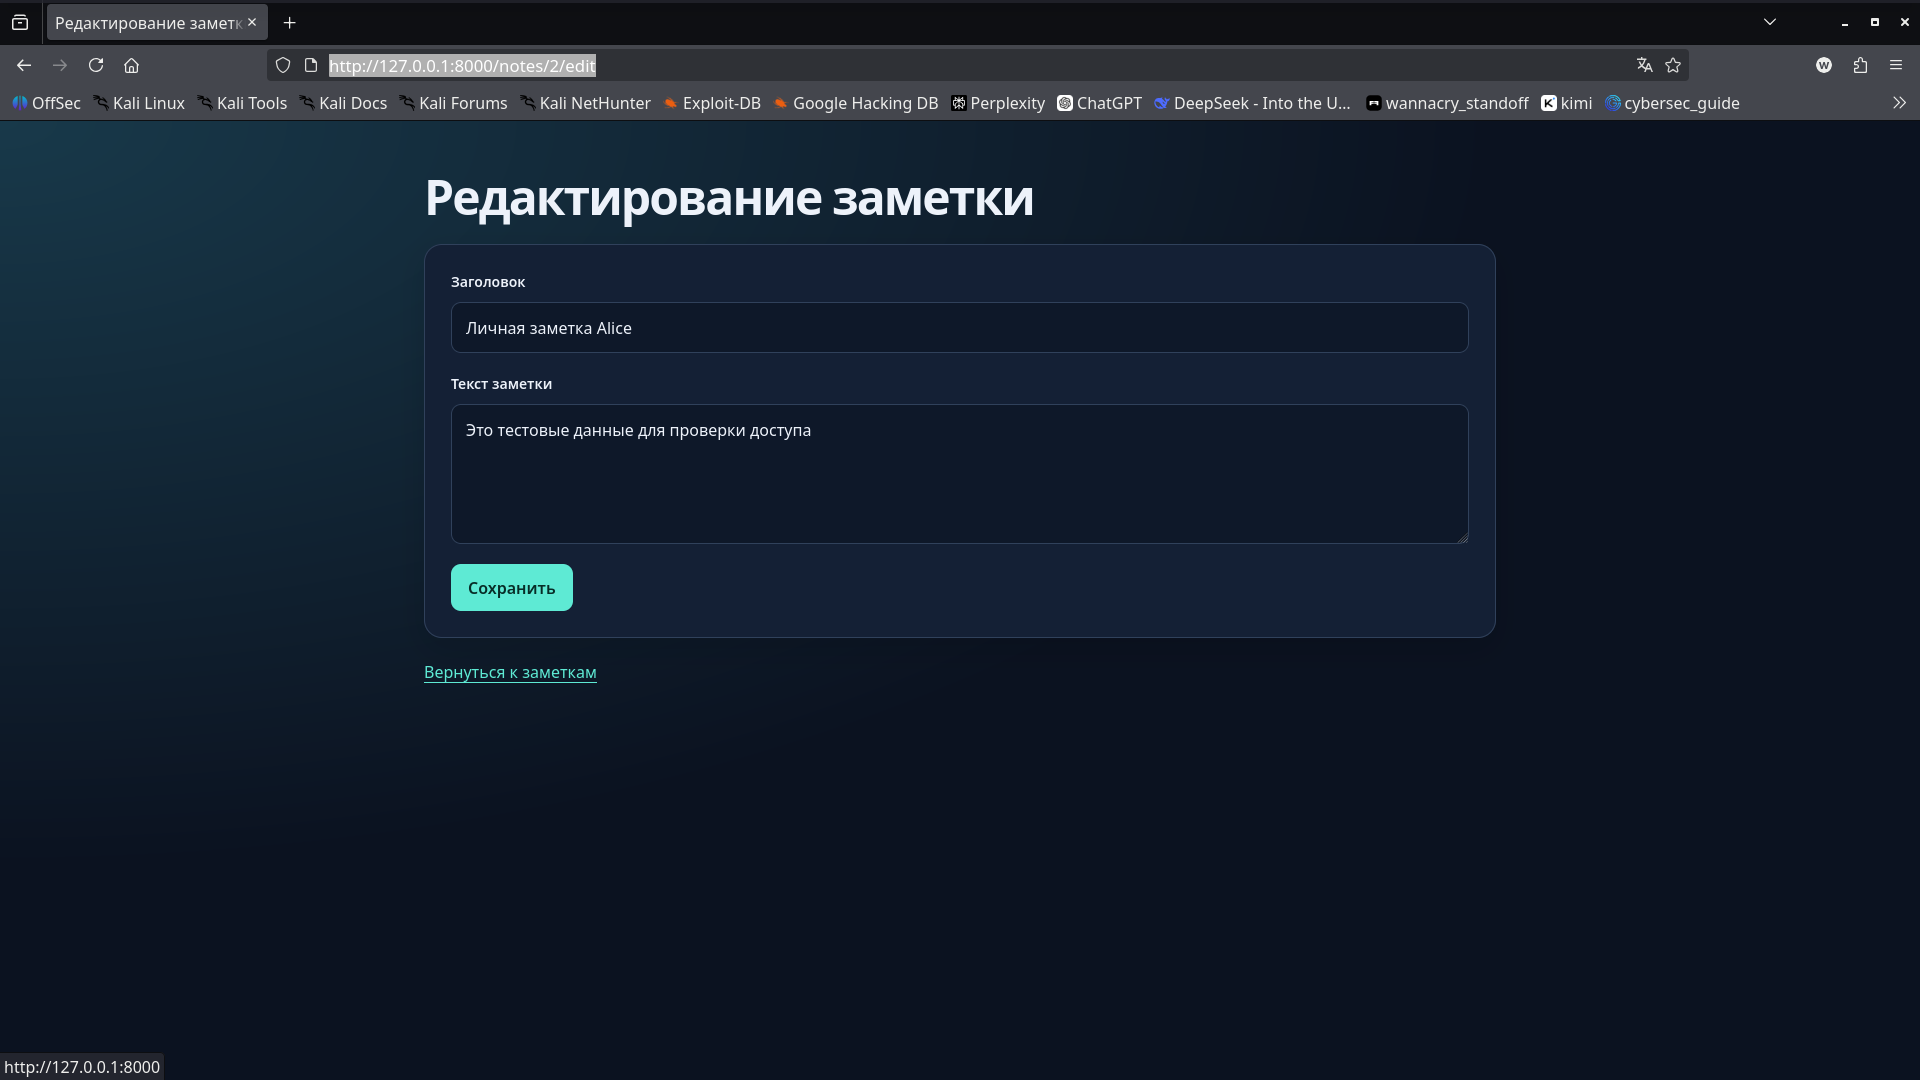 Редактирование заметк
http://127.0.0.1:8000/notes/2/edit
OffSec Kali Linux Kali Tools Kali Docs Kali Forums Kali NetHunter Exploit-DB Google Hacking DB Perplexity ChatGPT DeepSeek - Into the U... wannacry_standoff kimi cybersec_guide
Редактирование заметки
Заголовок
Личная заметка Alice
Текст заметки
Это тестовые данные для проверки доступа
Сохранить
Вернуться к заметкам
http://127.0.0.1:8000